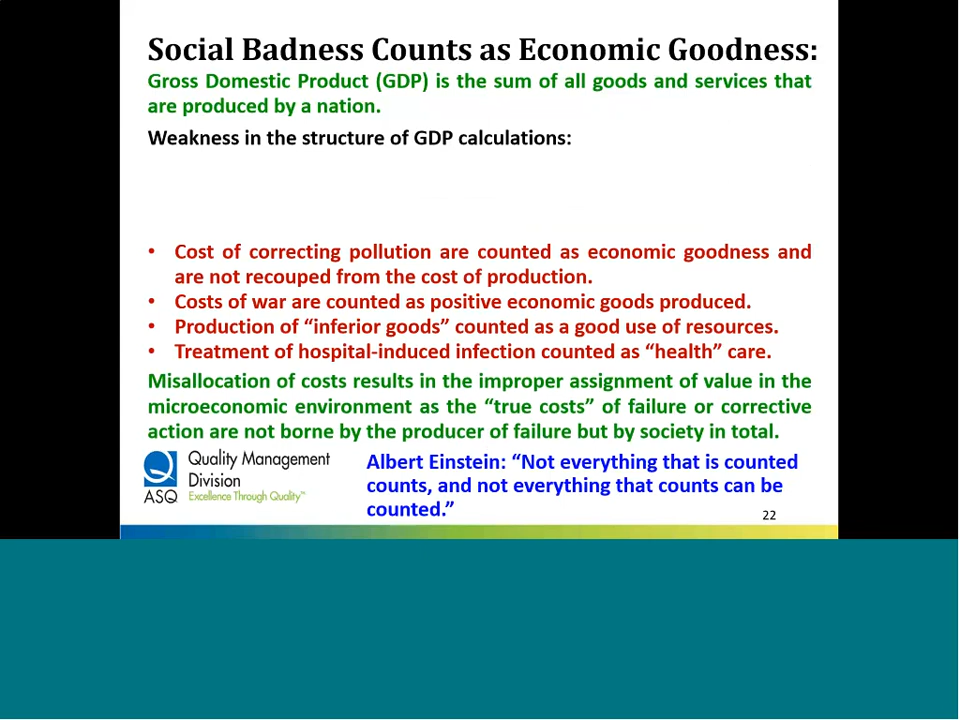 Social Badness Counts as Economic Goodness:
Gross Domestic Product (GDP) is the sum of all goods and services that
are produced by a nation.
Weakness in the structure of GDP calculations:
• Cost of correcting pollution are counted as economic goodness and
are not recouped from the cost of production.
• Costs of war are counted as positive economic goods produced.
• Production of “inferior goods” counted as a good use of resources.
• Treatment of hospital-induced infection counted as “health” care.
Misallocation of costs results in the improper assignment of value in the
microeconomic environment as the “true costs” of failure or corrective
action are not borne by the producer of failure but by society in total.
Quality Management
Division
ASQ Excellence Through Quality™
Albert Einstein: “Not everything that is counted
counts, and not everything that counts can be
counted.”
22